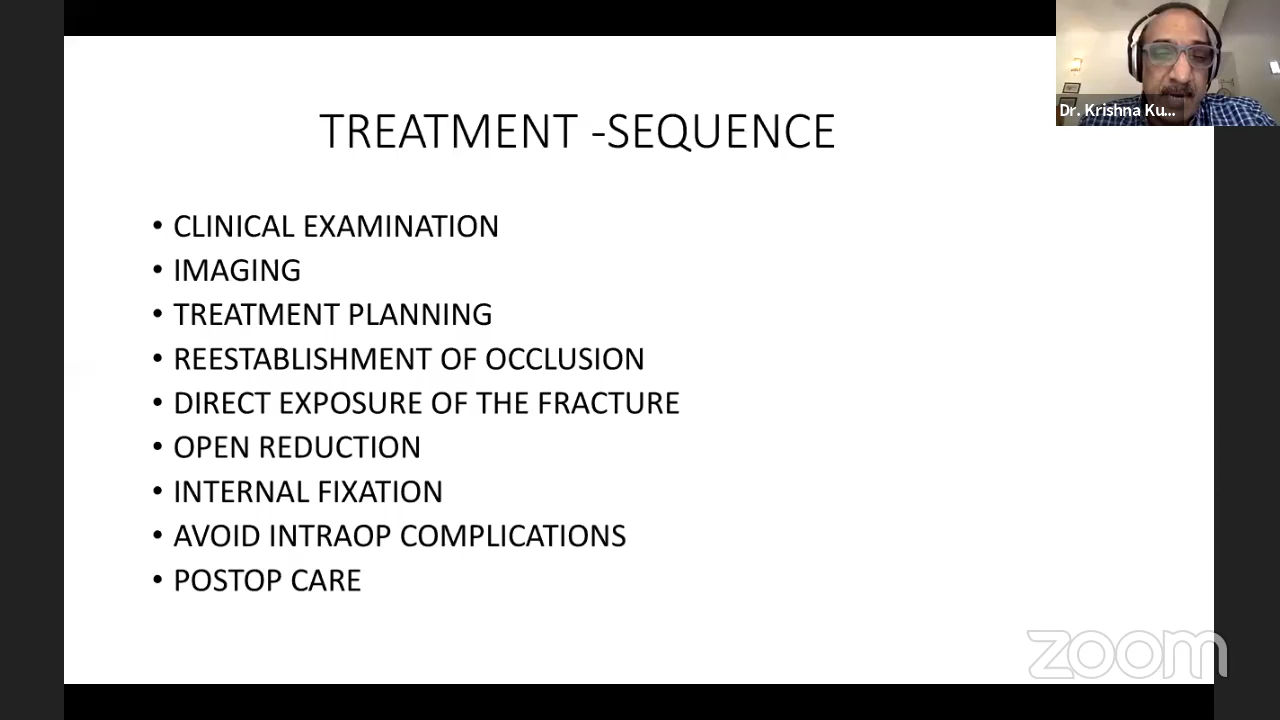 Dr. Krishna Ku...
TREATMENT -SEQUENCE
• CLINICAL EXAMINATION
• IMAGING
• TREATMENT PLANNING
• REESTABLISHMENT OF OCCLUSION
• DIRECT EXPOSURE OF THE FRACTURE
• OPEN REDUCTION
• INTERNAL FIXATION
• AVOID INTRAOP COMPLICATIONS
• POSTOP CARE
zoom